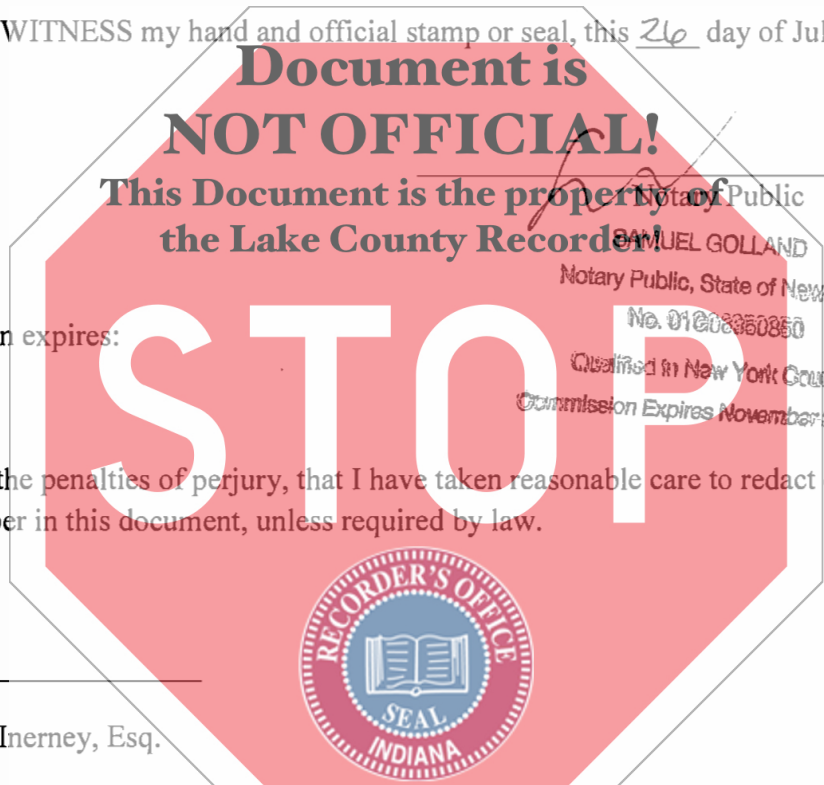 WITNESS my hand and official stamp or seal, this 26 day of Jul
Document is
NOT OFFICIAL!
This Document is the property of
the Lake County Recorder!
Notary Public
SAMUEL GOLLAND
Notary Public, State of New
No. 01GO6350850
Qualified in New York Cou
Commission Expires November
n expires:
STOP
the penalties of perjury, that I have taken reasonable care to redact
er in this document, unless required by law.
RECORDER'S OFFICE
SEAL
INDIANA
Inerney, Esq.